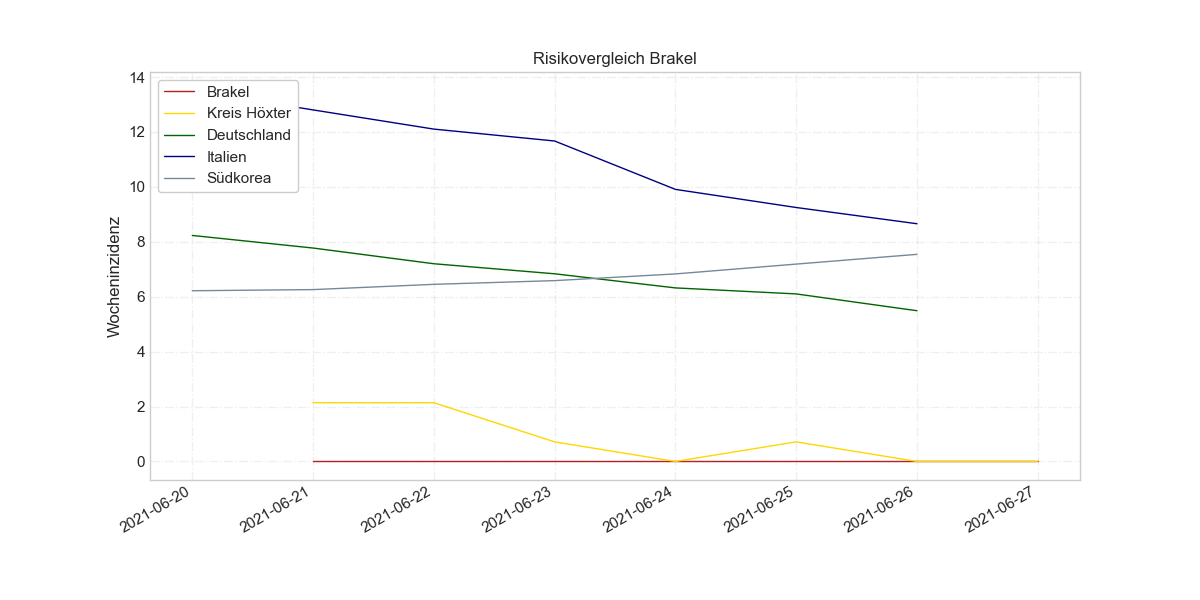 Risikovergleich Brakel
Wocheninzidenz
14
12
10
8
6
4
2
0
Brakel
Kreis Höxter
Deutschland
Italien
Südkorea
2021-06-20
2021-06-21
2021-06-22
2021-06-23
2021-06-24
2021-06-25
2021-06-26
2021-06-27